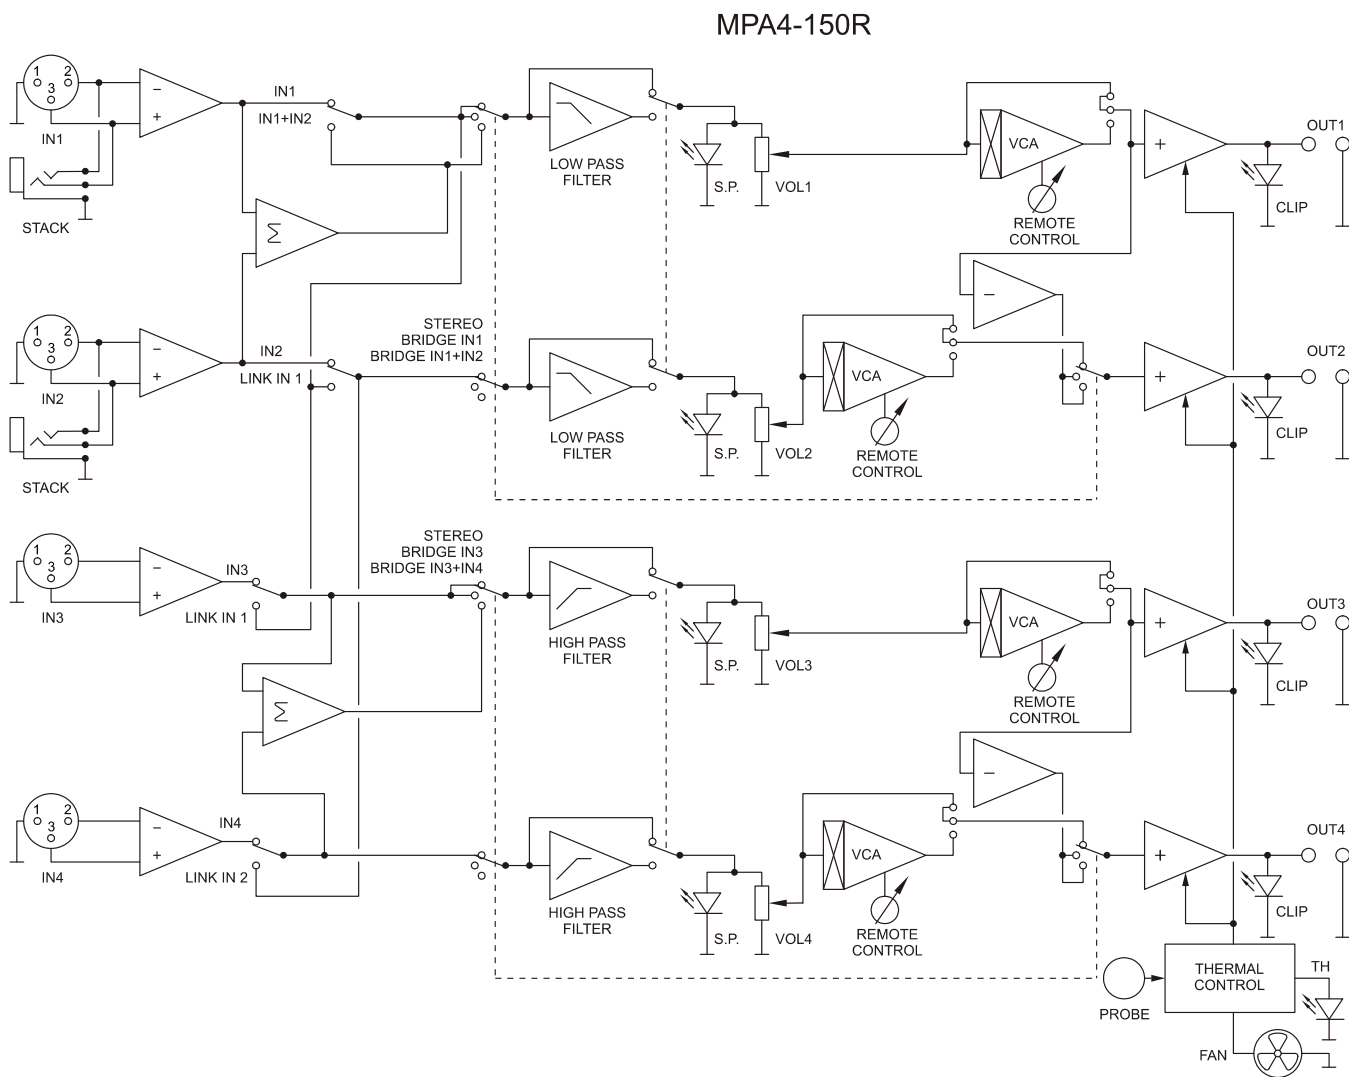 MPA4-150R
1
2
3
IN1
STACK
−
+
IN1
IN1+IN2
Σ
LOW PASS
FILTER
S.P.
VOL1
VCA
REMOTE
CONTROL
+
OUT1
CLIP
1
2
3
IN2
STACK
−
+
IN2
LINK IN 1
STEREO
BRIDGE IN1
BRIDGE IN1+IN2
LOW PASS
FILTER
S.P.
VOL2
VCA
REMOTE
CONTROL
−
+
OUT2
CLIP
1
2
3
IN3
−
+
IN3
LINK IN 1
STEREO
BRIDGE IN3
BRIDGE IN3+IN4
Σ
HIGH PASS
FILTER
S.P.
VOL3
VCA
REMOTE
CONTROL
+
OUT3
CLIP
1
2
3
IN4
−
+
IN4
LINK IN 2
HIGH PASS
FILTER
S.P.
VOL4
VCA
REMOTE
CONTROL
−
+
OUT4
CLIP
PROBE
THERMAL
CONTROL
TH
FAN